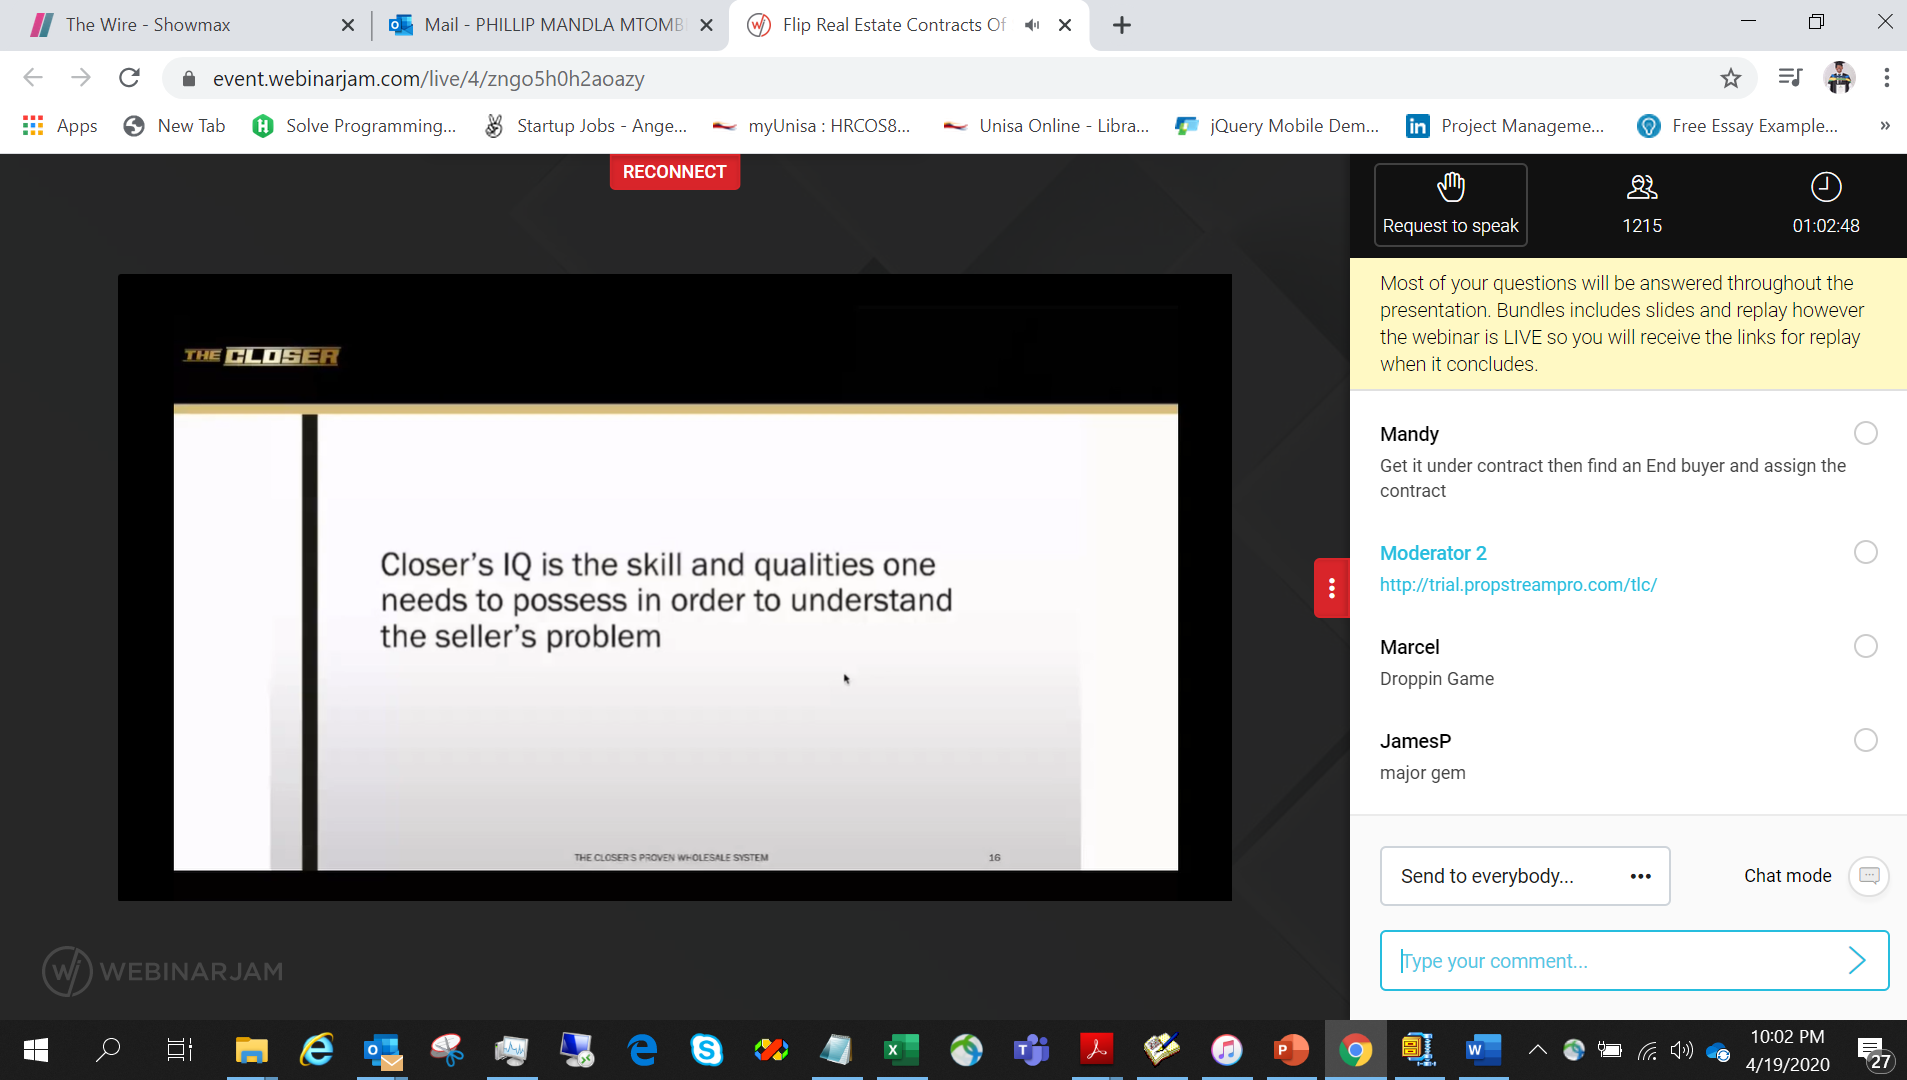 The Wire - Showmax
Mail - PHILLIP MANDLA MTOMB
Flip Real Estate Contracts Of
event.webinarjam.com/live/4/zngo5h0h2aoazy
Apps
New Tab
Solve Programming...
Startup Jobs - Ange...
myUnisa : HRCOS8...
Unisa Online - Libra...
jQuery Mobile Dem...
Project Manageme...
Free Essay Example...
»
RECONNECT
Request to speak
1215
01:02:48
Most of your questions will be answered throughout the
presentation. Bundles includes slides and replay however
the webinar is LIVE so you will receive the links for replay
when it concludes.
THE CLOSER
Closer's IQ is the skill and qualities one
needs to possess in order to understand
the seller's problem
THE CLOSER'S PROVEN WHOLESALE SYSTEM
16
Mandy
Get it under contract then find an End buyer and assign the
contract
Moderator 2
http://trial.propstreampro.com/tlc/
Marcel
Droppin Game
JamesP
major gem
Send to everybody...
Chat mode
Type your comment...
WEBINARJAM
10:02 PM
4/19/2020
27